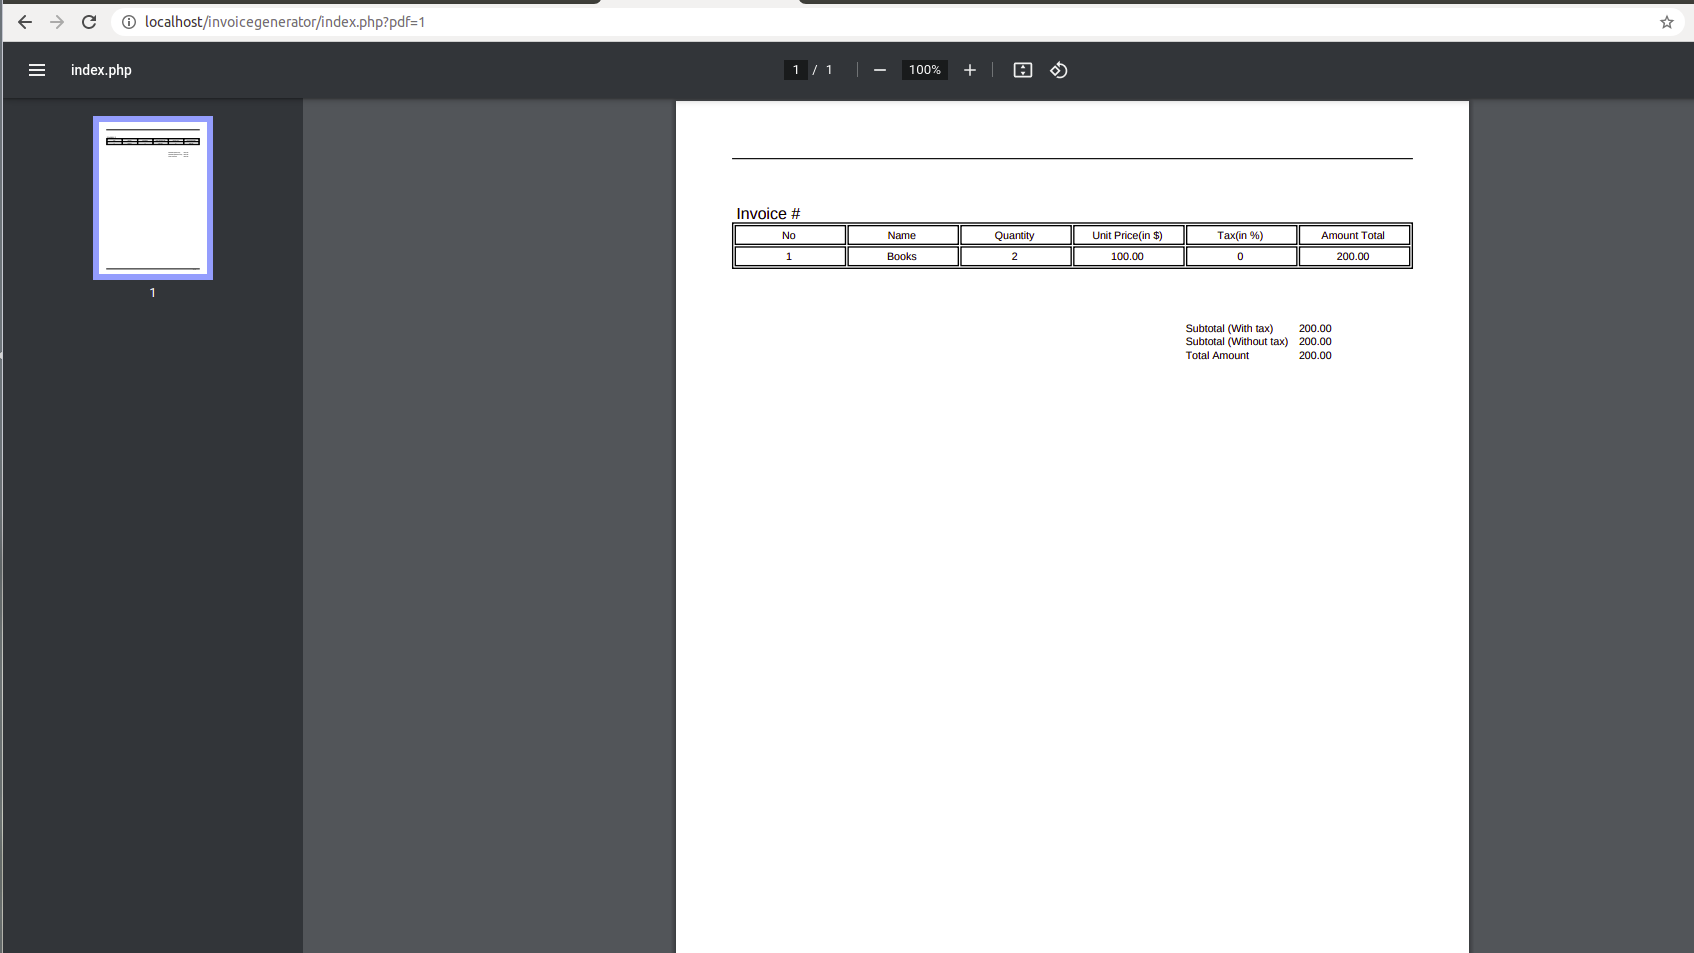 localhost/invoicegenerator/index.php?pdf=1
index.php
1 / 1
100%
1
Invoice #
No Name Quantity Unit Price(in $) Tax(in %) Amount Total
1 Books 2 100.00 0 200.00
Subtotal (With tax) 200.00
Subtotal (Without tax) 200.00
Total Amount 200.00